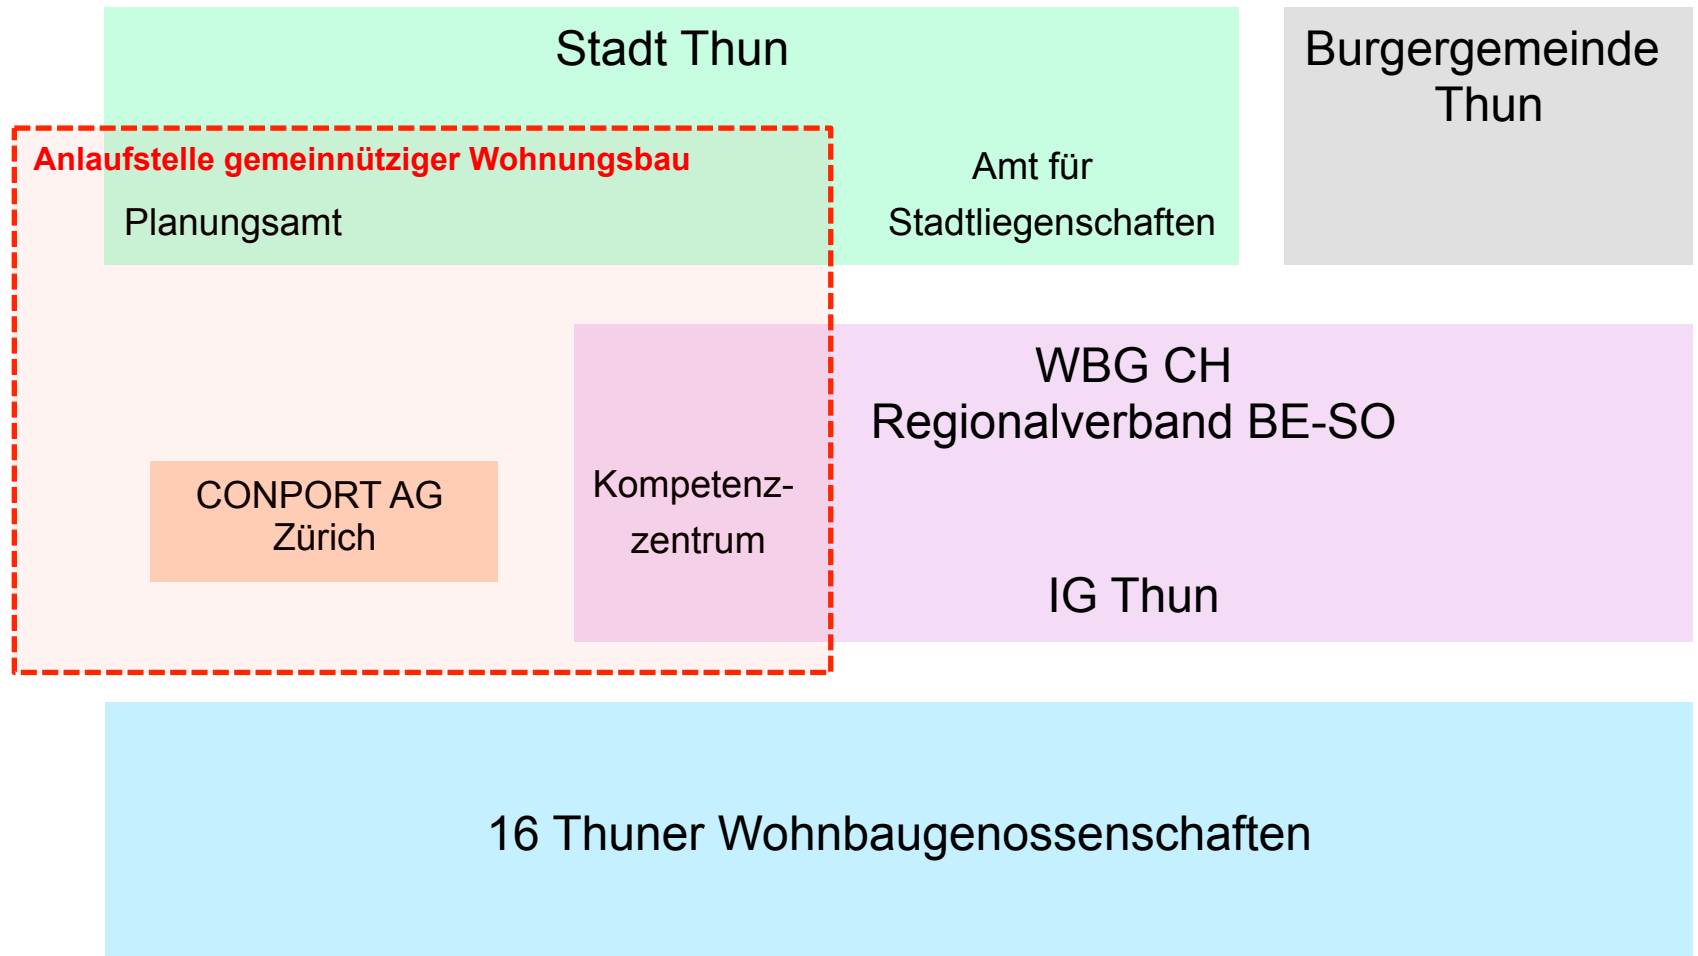 Stadt Thun
Burgergemeinde
Thun
Anlaufstelle gemeinnütziger Wohnungsbau
Planungsamt
Amt für
Stadtliegenschaften
WBG CH
Regionalverband BE-SO
CONPORT AG
Zürich
Kompetenz-
zentrum
IG Thun
16 Thuner Wohnbaugenossenschaften